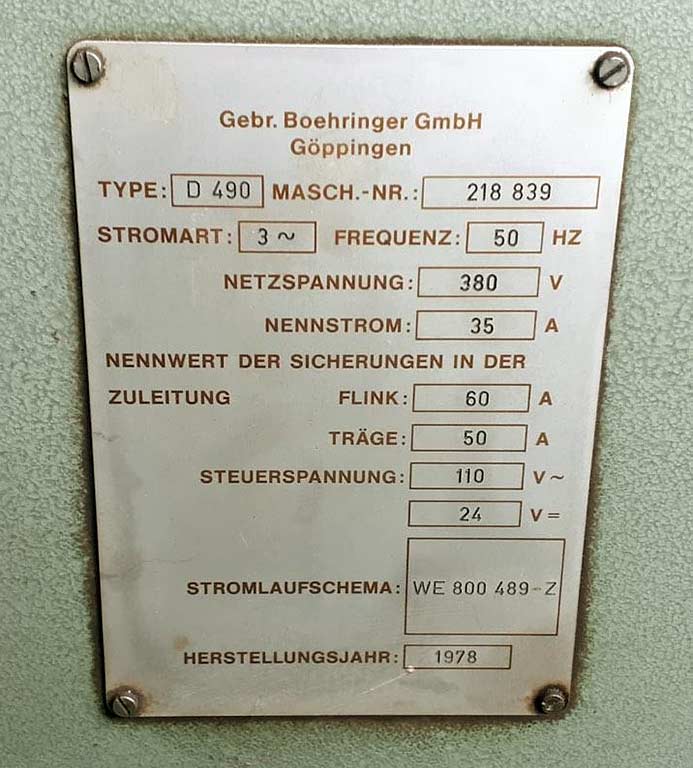 Gebr. Boehringer GmbH
Göppingen
TYPE: D 490 MASCH.-NR.: 218 839
STROMART: 3 ~ FREQUENZ: 50 HZ
NETZSPANNUNG: 380 V
NENNSTROM: 35 A
NENNWERT DER SICHERUNGEN IN DER
ZULEITUNG FLINK: 60 A
TRÄGE: 50 A
STEUERSPANNUNG: 110 V~
24 V=
STROMLAUFSCHEMA: WE 800 489-Z
HERSTELLUNGSJAHR: 1978